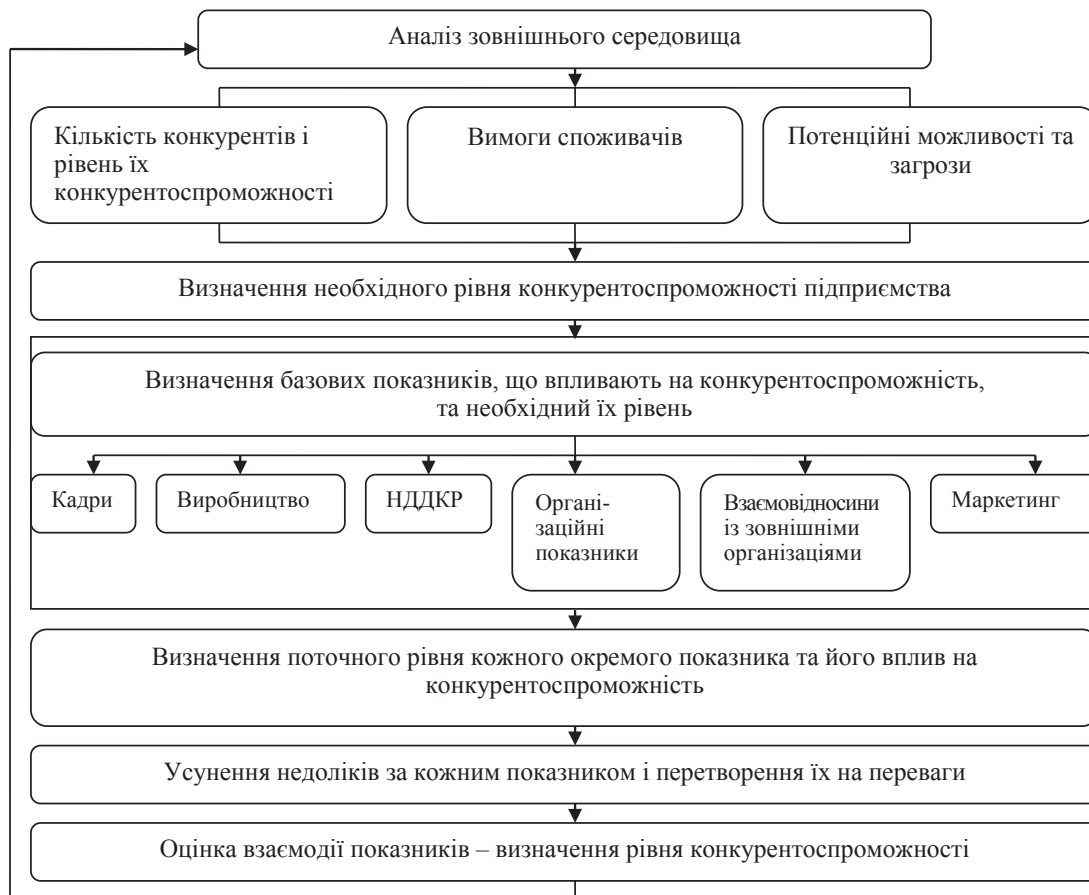 Аналіз зовнішнього середовища
Кількість конкурентів і
рівень їх
конкурентоспроможності
Вимоги споживачів
Потенційні можливості та
загрози
Визначення необхідного рівня конкурентоспроможності підприємства
Визначення базових показників, що впливають на конкурентоспроможність,
та необхідний їх рівень
Кадри
Виробництво
НДДКР
Органі-
заційні
показники
Взаємовідносини
із зовнішніми
організаціями
Маркетинг
Визначення поточного рівня кожного окремого показника та його вплив на
конкурентоспроможність
Усунення недоліків за кожним показником і перетворення їх на переваги
Оцінка взаємодії показників – визначення рівня конкурентоспроможності